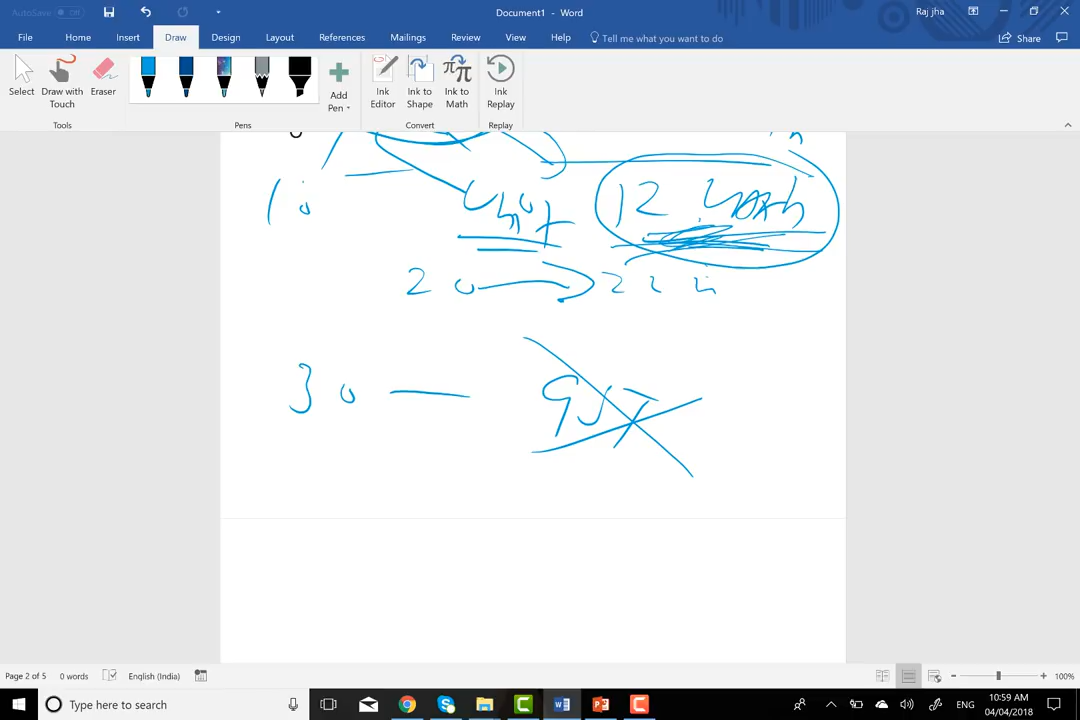 AutoSave Off
Document1 - Word
Raj jha
File Home Insert Draw Design Layout References Mailings Review View Help Tell me what you want to do Share
Select Draw with Touch Eraser Add Pen Ink Editor Ink to Shape Ink to Math Ink Replay
Tools Pens Convert Replay
12
20
30
Page 2 of 5 0 words English (India) 100%
Type here to search ENG 10:59 AM 04/04/2018